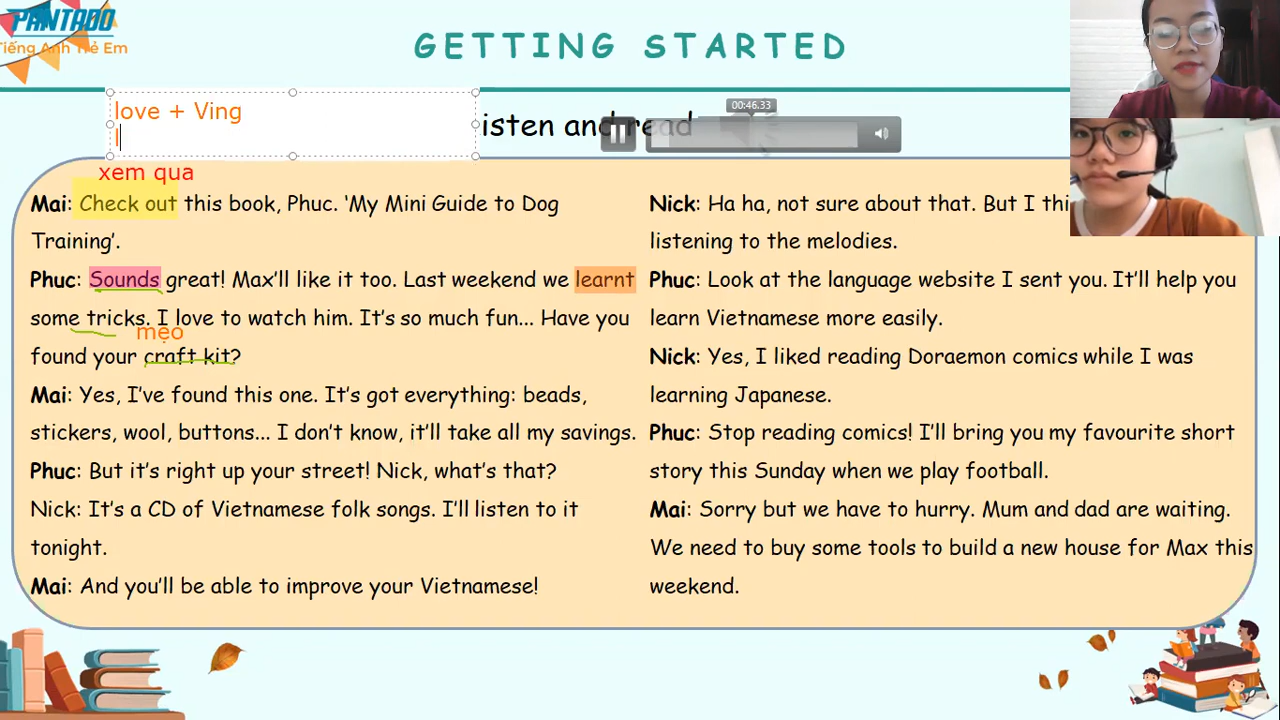 PANTADO
Tiếng Anh Trẻ Em
GETTING STARTED
love + Ving
l
isten and read
00:46.33
xem qua
Mai: Check out this book, Phuc. ‘My Mini Guide to Dog
Training’.
Phuc: Sounds great! Max’ll like it too. Last weekend we learnt
some tricks. I love to watch him. It’s so much fun... Have you
mẹo
found your craft kit?
Mai: Yes, I’ve found this one. It’s got everything: beads,
stickers, wool, buttons... I don’t know, it’ll take all my savings.
Phuc: But it’s right up your street! Nick, what’s that?
Nick: It’s a CD of Vietnamese folk songs. I’ll listen to it
tonight.
Mai: And you’ll be able to improve your Vietnamese!
Nick: Ha ha, not sure about that. But I thi
listening to the melodies.
Phuc: Look at the language website I sent you. It’ll help you
learn Vietnamese more easily.
Nick: Yes, I liked reading Doraemon comics while I was
learning Japanese.
Phuc: Stop reading comics! I’ll bring you my favourite short
story this Sunday when we play football.
Mai: Sorry but we have to hurry. Mum and dad are waiting.
We need to buy some tools to build a new house for Max this
weekend.